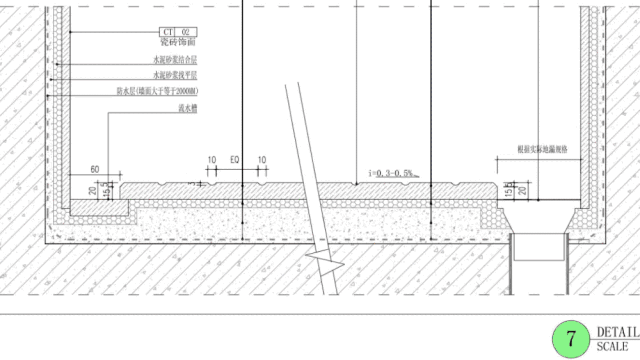 CT 02
瓷砖饰面
水泥砂浆结合层
水泥砂浆找平层
防水层(墙面大于等于2000MM)
流水槽
根据实际地漏规格
60
10 EQ 10
i=0.3-0.5%
20
15
5
5
15
20
7
DETAIL
SCALE